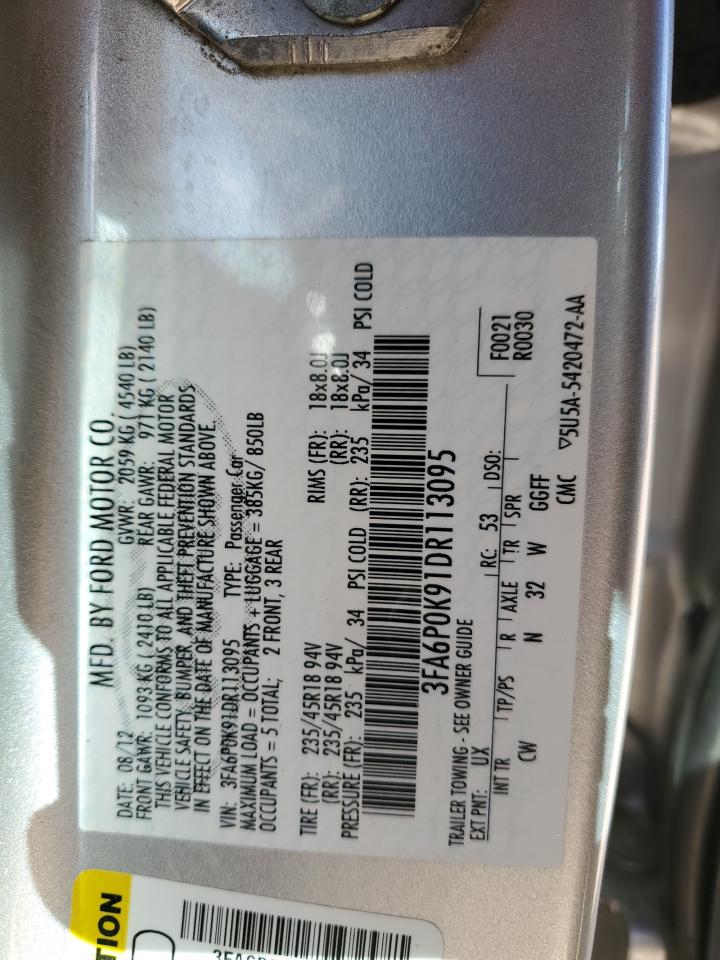 MFD. BY FORD MOTOR CO.
DATE: 08/12 GVWR: 2059 KG ( 4540 LB)
FRONT GAWR: 1093 KG ( 2410 LB) REAR GAWR: 971 KG ( 2140 LB)
THIS VEHICLE CONFORMS TO ALL APPLICABLE FEDERAL MOTOR
VEHICLE SAFETY, BUMPER, AND THEFT PREVENTION STANDARDS
IN EFFECT ON THE DATE OF MANUFACTURE SHOWN ABOVE.
VIN: 3FA6P0K91DR113095 TYPE: Passenger Car
MAXIMUM LOAD = OCCUPANTS + LUGGAGE = 385KG/ 850LB
OCCUPANTS = 5 TOTAL; 2 FRONT, 3 REAR
TIRE (FR): 235/45R18 94V RIMS (FR): 18x8.0J
(RR): 235/45R18 94V (RR): 18x8.0J
PRESSURE (FR): 235 kPa/ 34 PSI COLD (RR): 235 kPa/ 34 PSI COLD
3FA6P0K91DR113095
TRAILER TOWING - SEE OWNER GUIDE
EXT PNT: UX RC: 53 DSO: F0021
R0030
INT TR TP/PS R AXLE TR SPR
CW N 32 W GGFF
CMC ▽5U5A-5420472-AA
TION